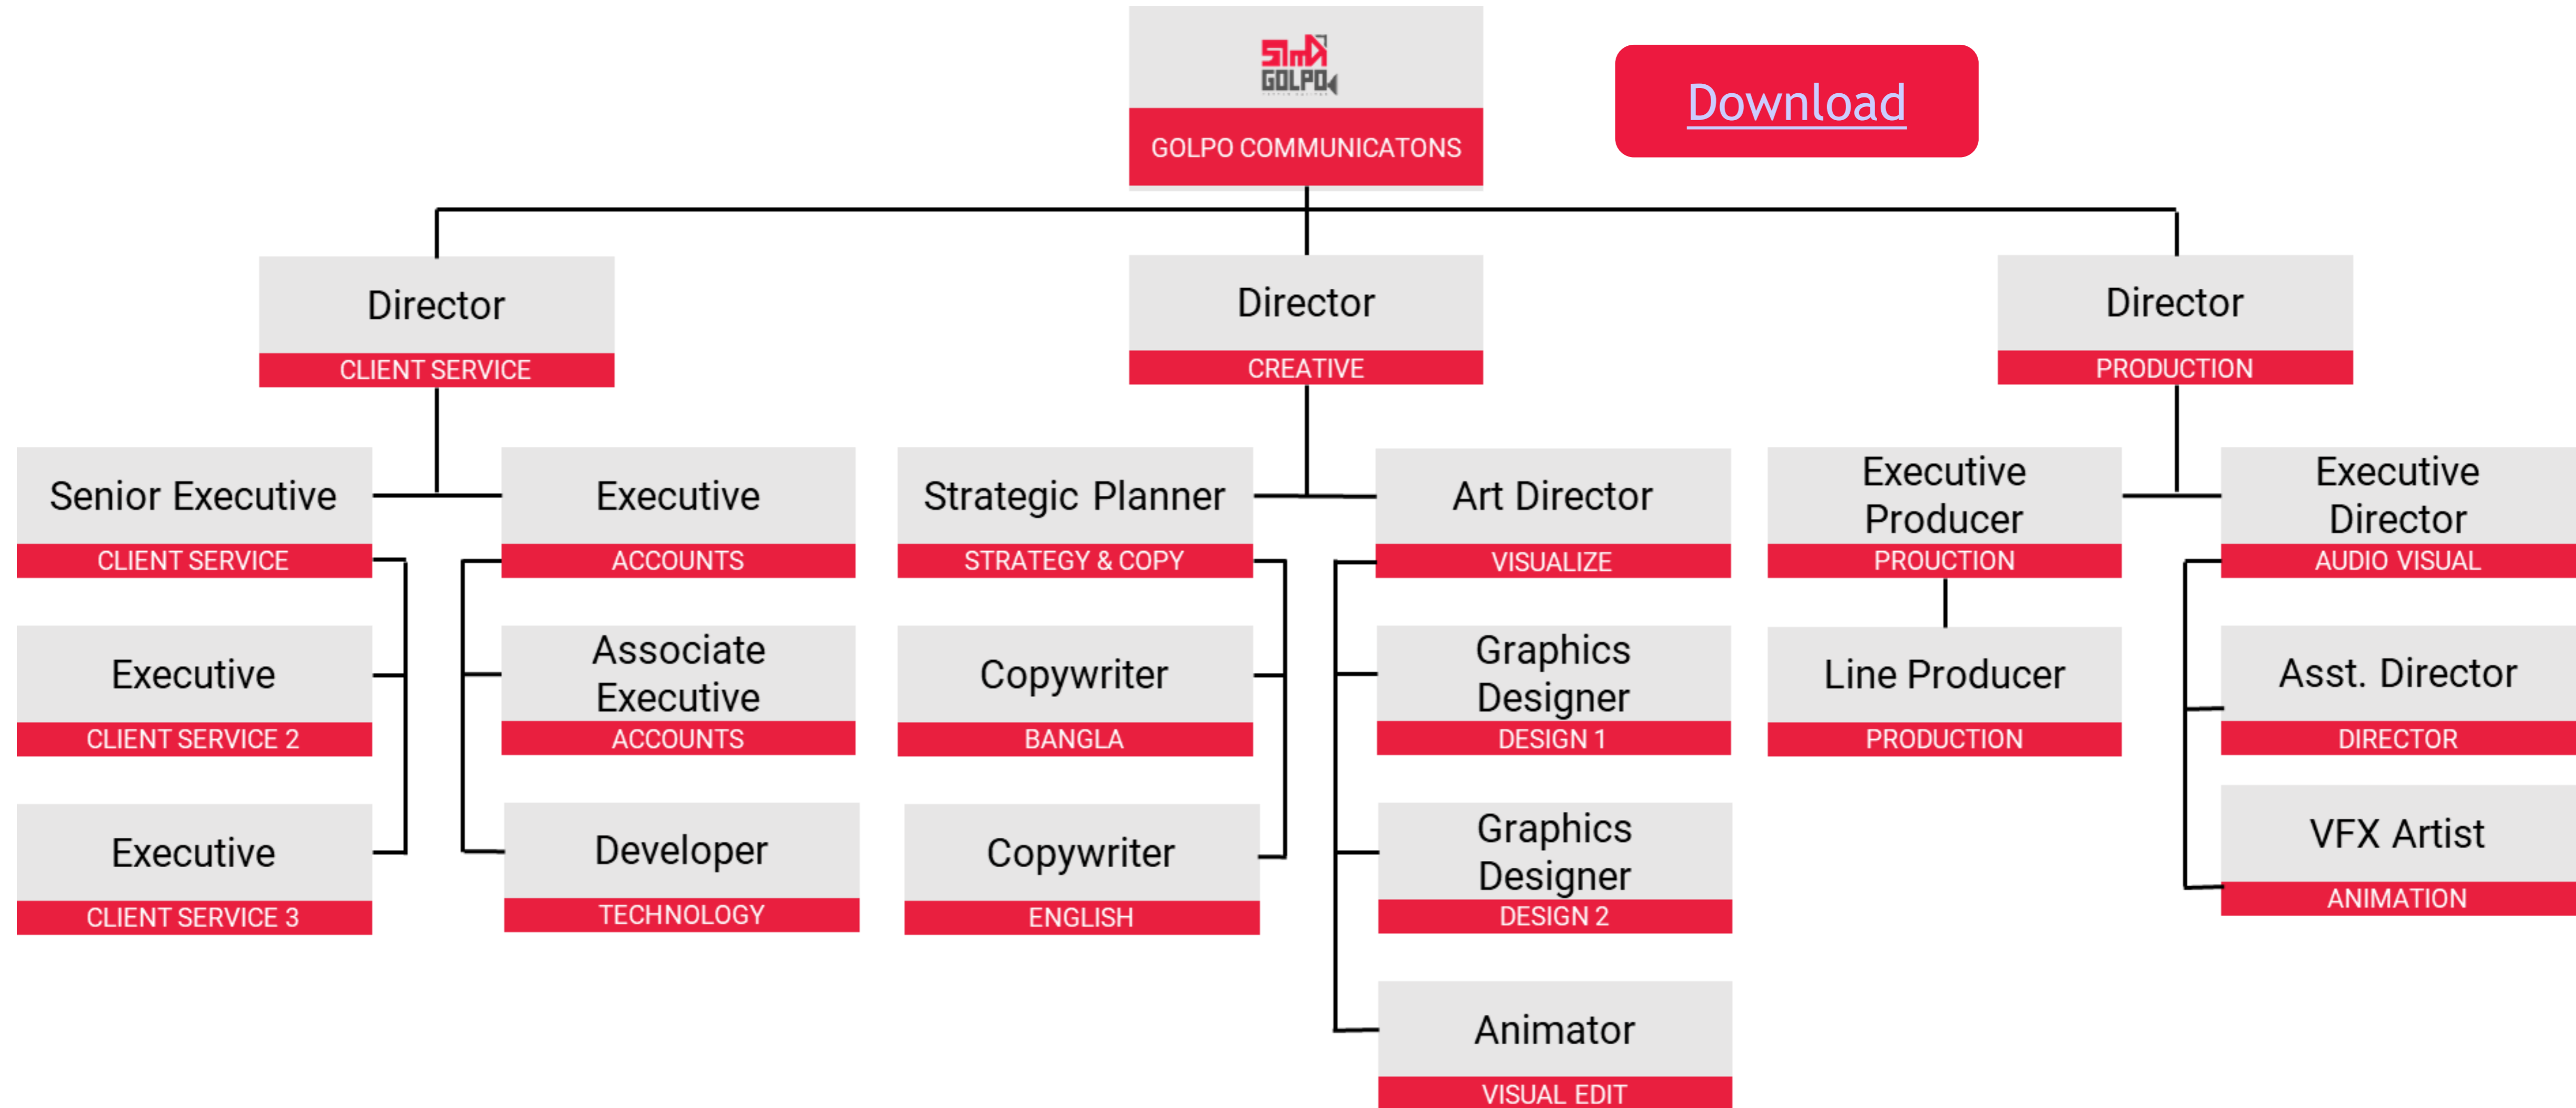 GOLPO
GOLPO COMMUNICATONS
Download
Director
CLIENT SERVICE
Director
CREATIVE
Director
PRODUCTION
Senior Executive
CLIENT SERVICE
Executive
ACCOUNTS
Strategic Planner
STRATEGY & COPY
Art Director
VISUALIZE
Executive
Producer
PROUCTION
Executive
Director
AUDIO VISUAL
Executive
CLIENT SERVICE 2
Associate
Executive
ACCOUNTS
Copywriter
BANGLA
Graphics
Designer
DESIGN 1
Line Producer
PRODUCTION
Asst. Director
DIRECTOR
Executive
CLIENT SERVICE 3
Developer
TECHNOLOGY
Copywriter
ENGLISH
Graphics
Designer
DESIGN 2
VFX Artist
ANIMATION
Animator
VISUAL EDIT